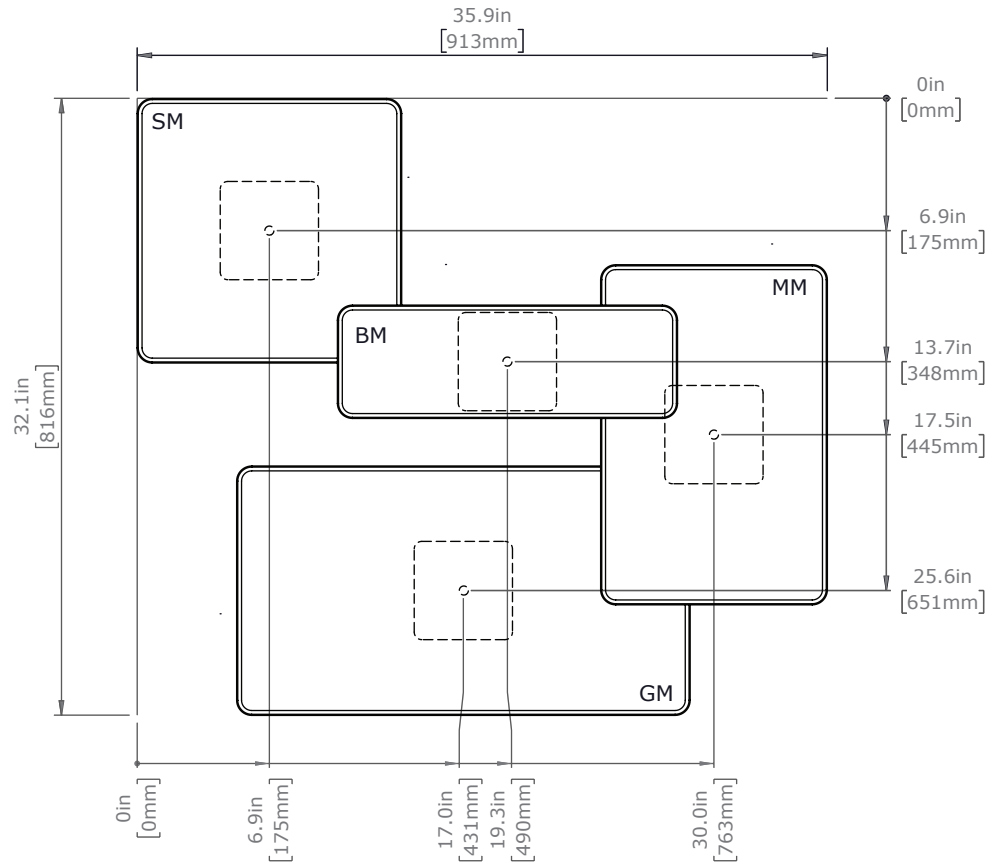 35.9in
[913mm]
0in
[0mm]
SM
6.9in
[175mm]
MM
BM
13.7in
[348mm]
32.1in
[816mm]
17.5in
[445mm]
25.6in
[651mm]
GM
0in
[0mm]
6.9in
[175mm]
17.0in
[431mm]
19.3in
[490mm]
30.0in
[763mm]